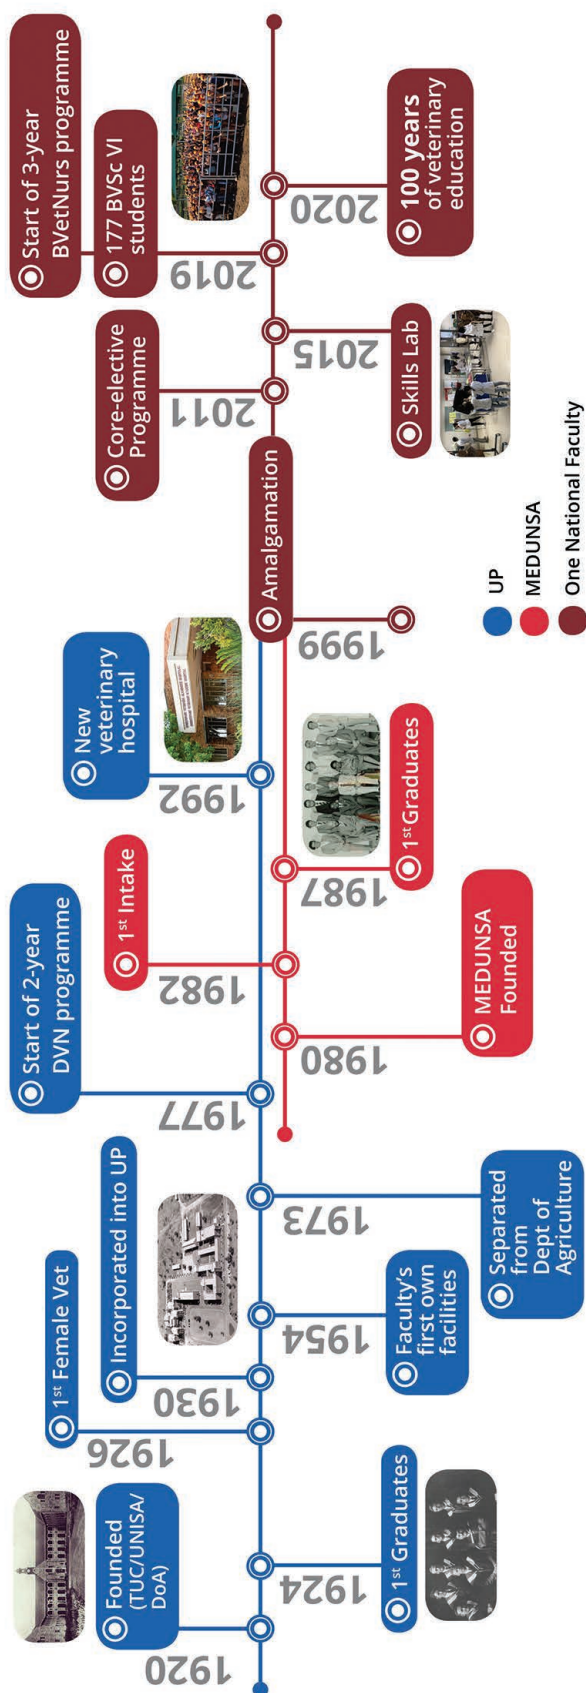 Founded
(TUC/UNISA/
DoA)
1920
1924
1st Graduates
1st Female Vet
1926
Incorporated into UP
1930
1954
Faculty's
first own
facilities
1973
Separated
from
Dept of
Agriculture
Start of 2-year
DVN programme
1977
1980
MEDUNSA
Founded
1st Intake
1982
1987
1st Graduates
New
veterinary
hospital
1992
Amalgamation
1999
Core-elective
Programme
2011
2015
Skills Lab
Start of 3-year
BVetNurs programme
177 BVSc VI
students
2019
2020
100 years
of veterinary
education
UP
MEDUNSA
One National Faculty